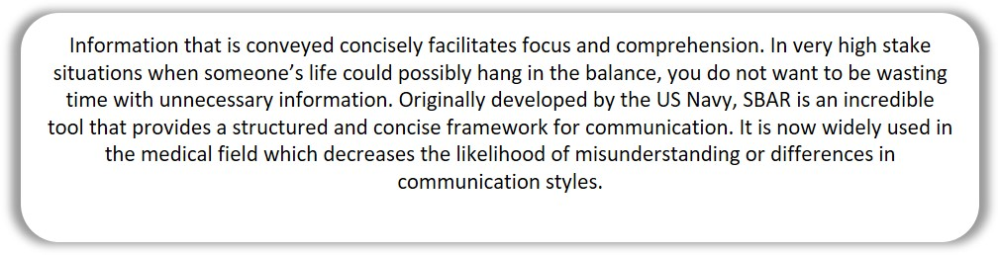 Information that is conveyed concisely facilitates focus and comprehension. In very high stake
situations when someone’s life could possibly hang in the balance, you do not want to be wasting
time with unnecessary information. Originally developed by the US Navy, SBAR is an incredible
tool that provides a structured and concise framework for communication. It is now widely used in
the medical field which decreases the likelihood of misunderstanding or differences in
communication styles.